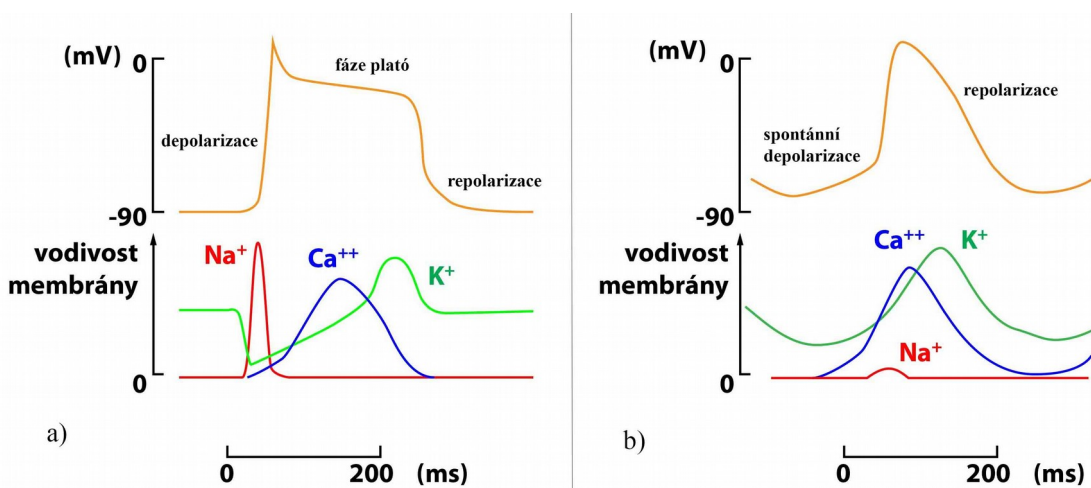 (mV)
0
fáze plató
depolarizace
repolarizace
-90
vodivost
membrány
Na+
Ca++
K+
0
a)
0
200
(ms)
(mV)
0
repolarizace
spontánní
depolarizace
-90
vodivost
membrány
Ca++
K+
Na+
0
b)
0
200
(ms)